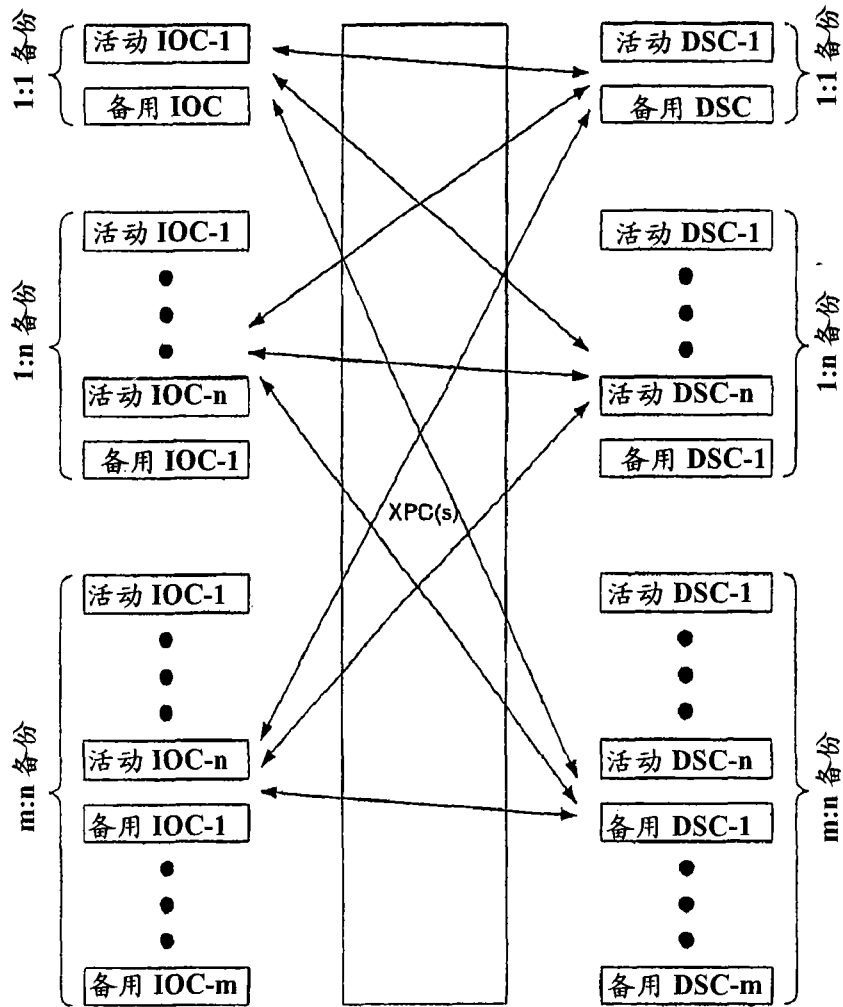 1:1 备份
活动 IOC-1
备用 IOC
1:n 备份
活动 IOC-1
活动 IOC-n
备用 IOC-1
m:n 备份
活动 IOC-1
活动 IOC-n
备用 IOC-1
备用 IOC-m
XPC(s)
活动 DSC-1
备用 DSC
1:1 备份
活动 DSC-1
活动 DSC-n
备用 DSC-1
1:n 备份
活动 DSC-1
活动 DSC-n
备用 DSC-1
备用 DSC-m
m:n 备份